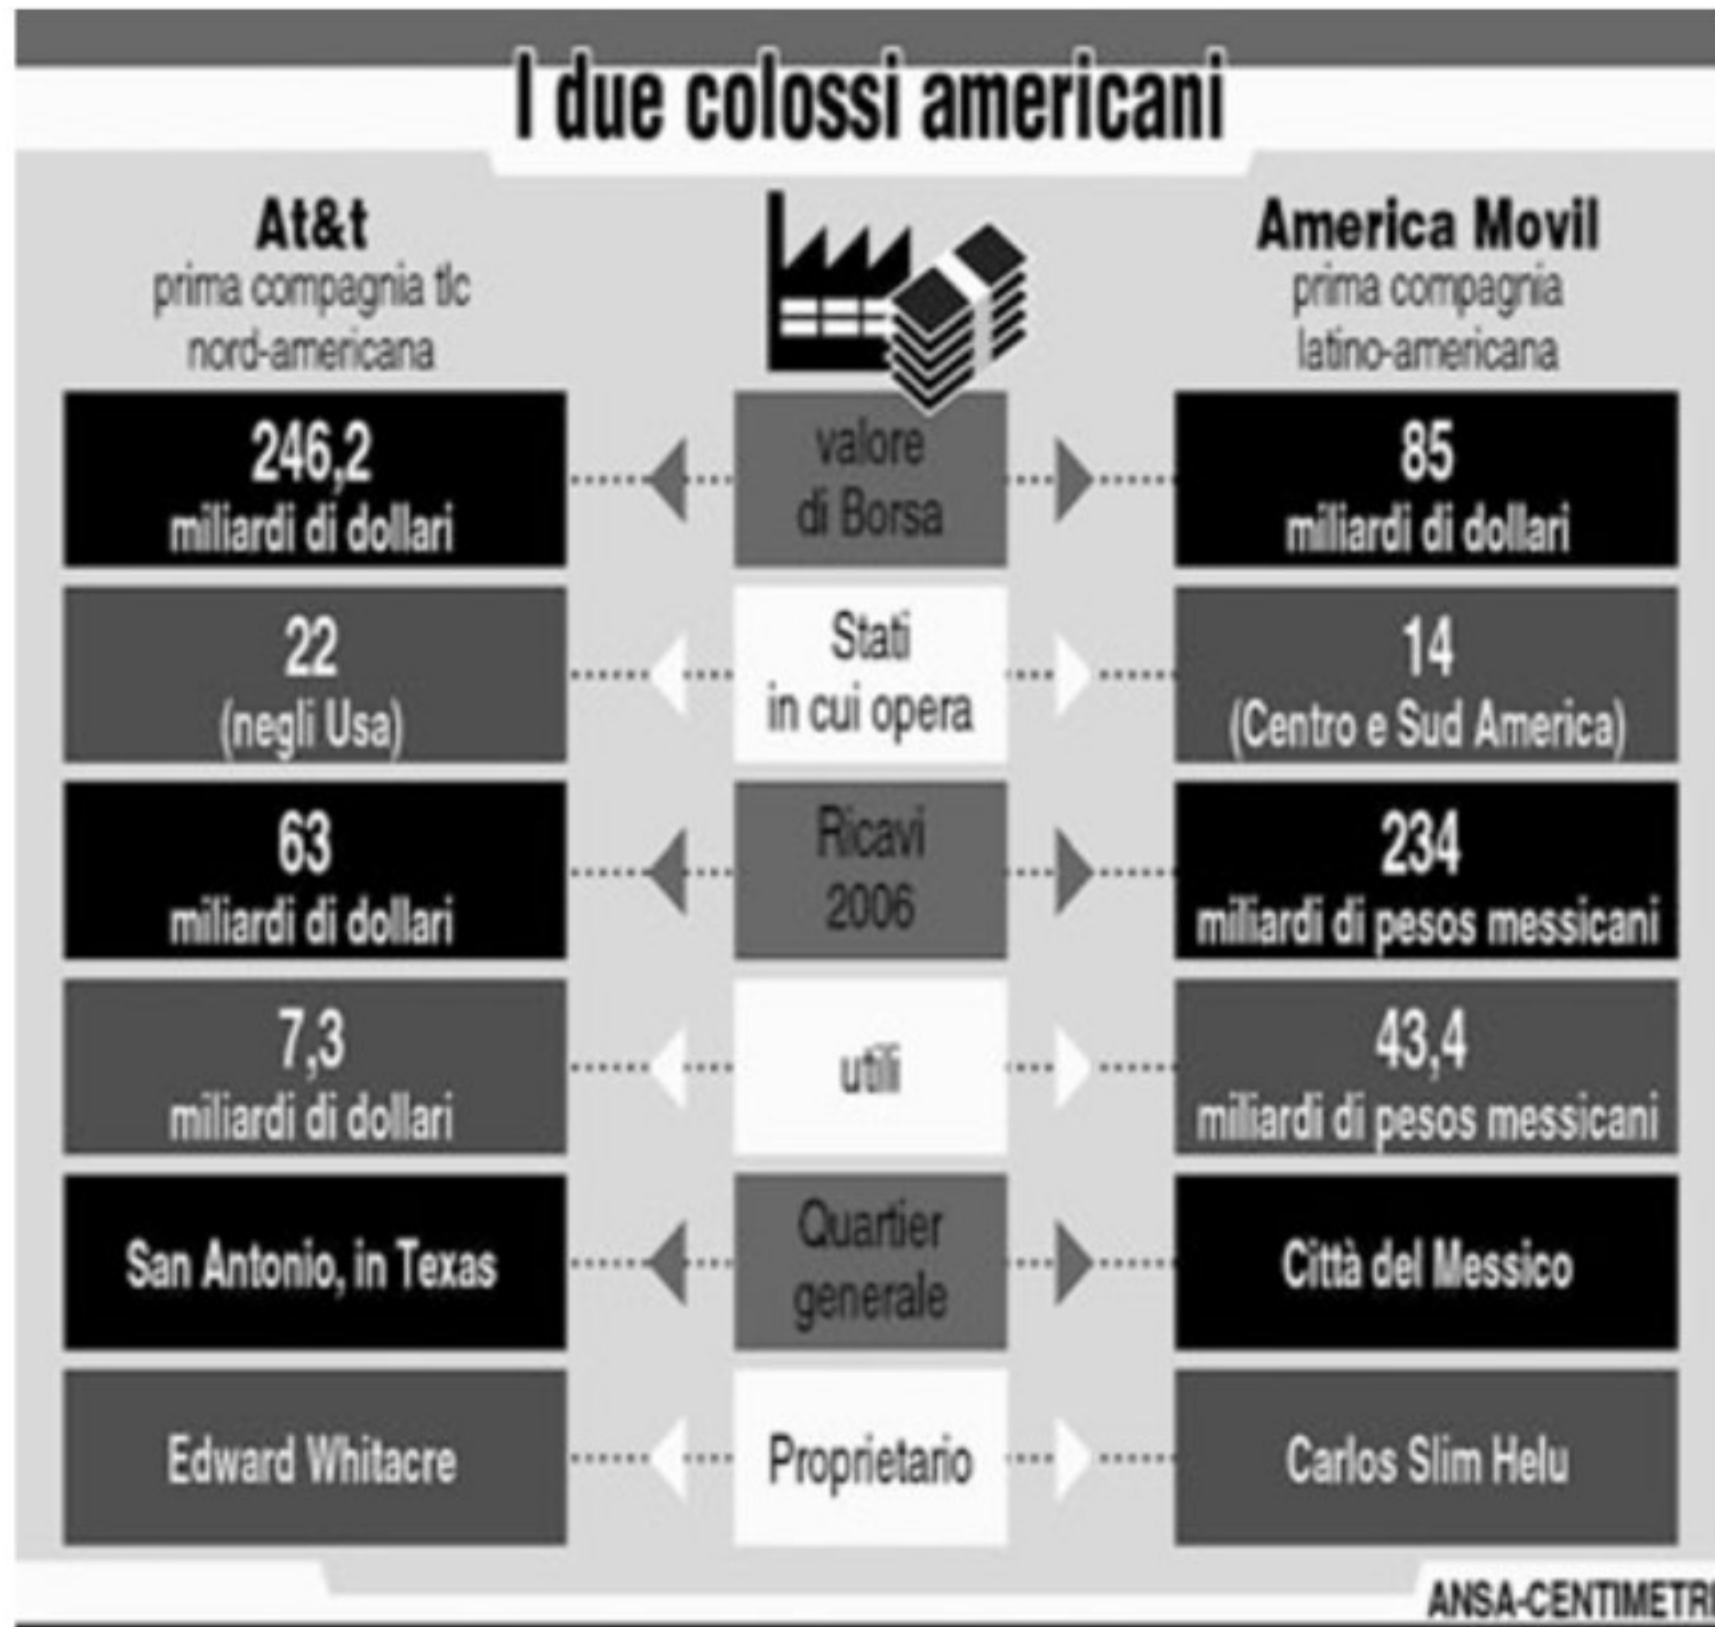 I due colossi americani
At&t
prima compagnia tlc
nord-americana
America Movil
prima compagnia
latino-americana
246,2
miliardi di dollari
valore
di Borsa
85
miliardi di dollari
22
(negli Usa)
Stati
in cui opera
14
(Centro e Sud America)
63
miliardi di dollari
Ricavi
2006
234
miliardi di pesos messicani
7,3
miliardi di dollari
utili
43,4
miliardi di pesos messicani
San Antonio, in Texas
Quartier
generale
Città del Messico
Edward Whitacre
Proprietario
Carlos Slim Helu
ANSA-CENTIMETRI